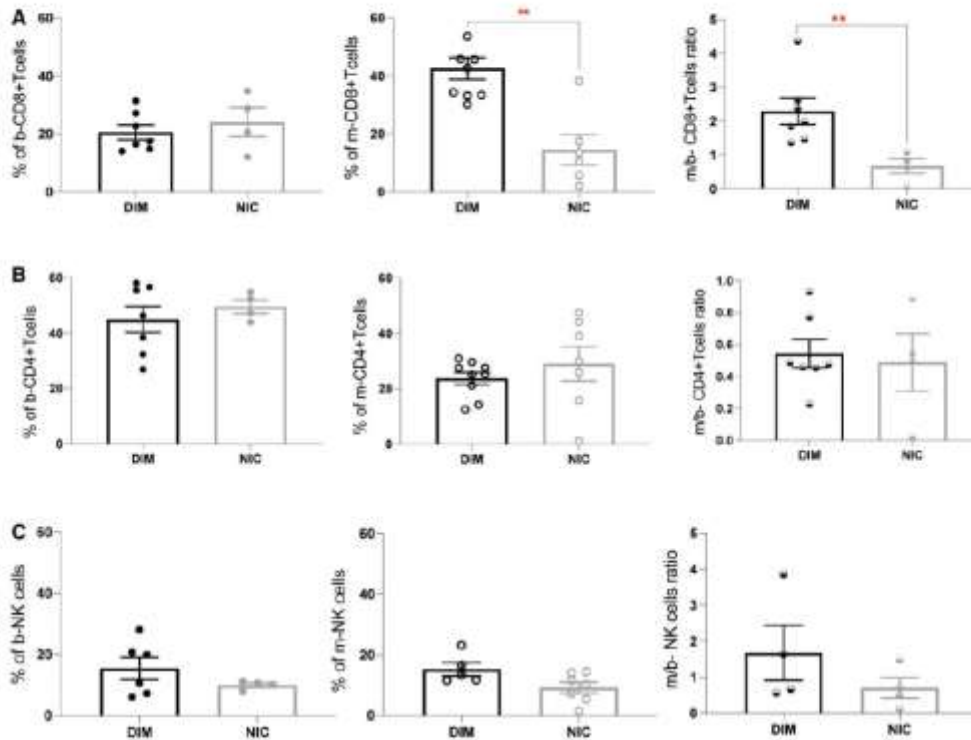 A
% of b-CD8+Tcells
60
40
20
0
DIM
NIC
% of m-CD8+Tcells
60
40
20
0
**
DIM
NIC
m/b- CD8+Tcells ratio
5
4
3
2
1
0
**
DIM
NIC
B
% of b-CD4+Tcells
60
40
20
0
DIM
NIC
% of m-CD4+Tcells
60
40
20
0
DIM
NIC
m/b- CD4+Tcells ratio
1.0
0.8
0.6
0.4
0.2
0.0
DIM
NIC
C
% of b-NK cells
60
40
20
0
DIM
NIC
% of m-NK cells
60
40
20
0
DIM
NIC
m/b- NK cells ratio
5
4
3
2
1
0
DIM
NIC